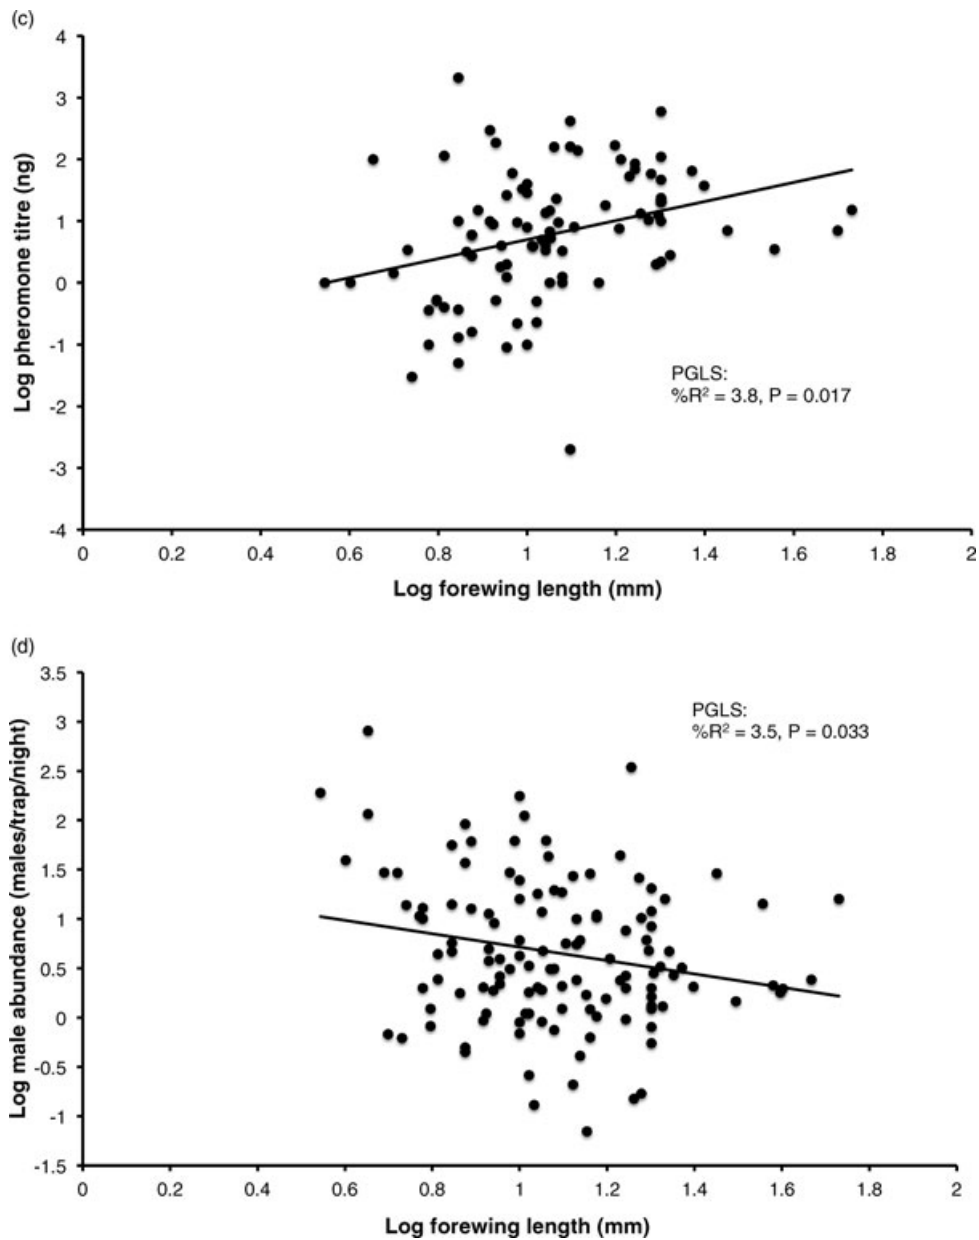 (c)
4
3
2
1
0
-1
-2
-3
-4
Log pheromone titre (ng)
PGLS:
%R² = 3.8, P = 0.017
0 0.2 0.4 0.6 0.8 1 1.2 1.4 1.6 1.8 2
Log forewing length (mm)
(d)
3.5
3
2.5
2
1.5
1
0.5
0
-0.5
-1
-1.5
Log male abundance (males/trap/night)
PGLS:
%R² = 3.5, P = 0.033
0 0.2 0.4 0.6 0.8 1 1.2 1.4 1.6 1.8 2
Log forewing length (mm)